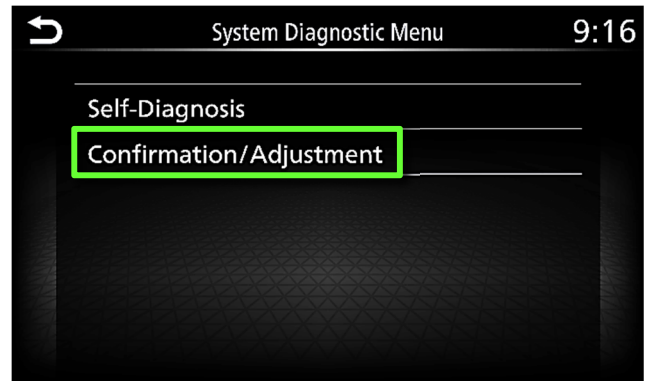 System Diagnostic Menu 9:16
Self-Diagnosis
Confirmation/Adjustment